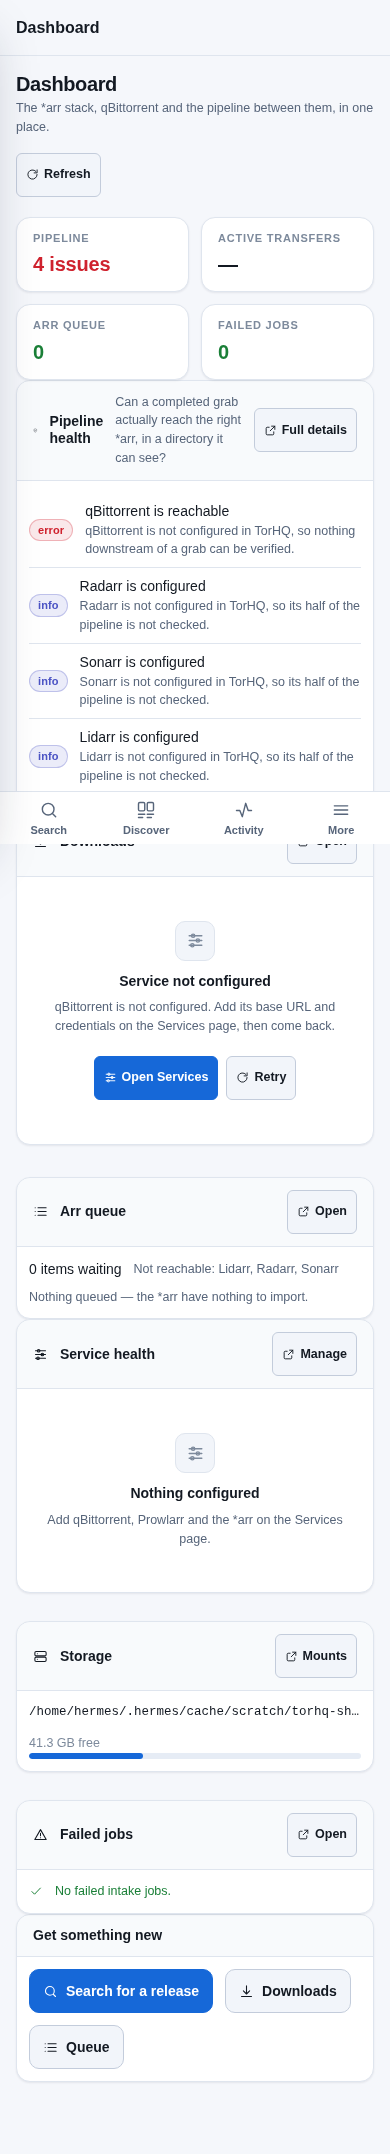 Dashboard
Dashboard
The *arr stack, qBittorrent and the pipeline between them, in one
place.
Refresh
PIPELINE
4 issues
ACTIVE TRANSFERS
—
ARR QUEUE
0
FAILED JOBS
0
Pipeline
health
Can a completed grab
actually reach the right
*arr, in a directory it
can see?
Full details
error
qBittorrent is reachable
qBittorrent is not configured in TorHQ, so nothing
downstream of a grab can be verified.
info
Radarr is configured
Radarr is not configured in TorHQ, so its half of the
pipeline is not checked.
info
Sonarr is configured
Sonarr is not configured in TorHQ, so its half of the
pipeline is not checked.
info
Lidarr is configured
Lidarr is not configured in TorHQ, so its half of the
pipeline is not checked.
Search
Discover
Activity
More
Downloads
Open
Service not configured
qBittorrent is not configured. Add its base URL and
credentials on the Services page, then come back.
Open Services
Retry
Arr queue
Open
0 items waiting
Not reachable: Lidarr, Radarr, Sonarr
Nothing queued — the *arr have nothing to import.
Service health
Manage
Nothing configured
Add qBittorrent, Prowlarr and the *arr on the Services
page.
Storage
Mounts
/home/hermes/.hermes/cache/scratch/torhq-sh…
41.3 GB free
Failed jobs
Open
No failed intake jobs.
Get something new
Search for a release
Downloads
Queue